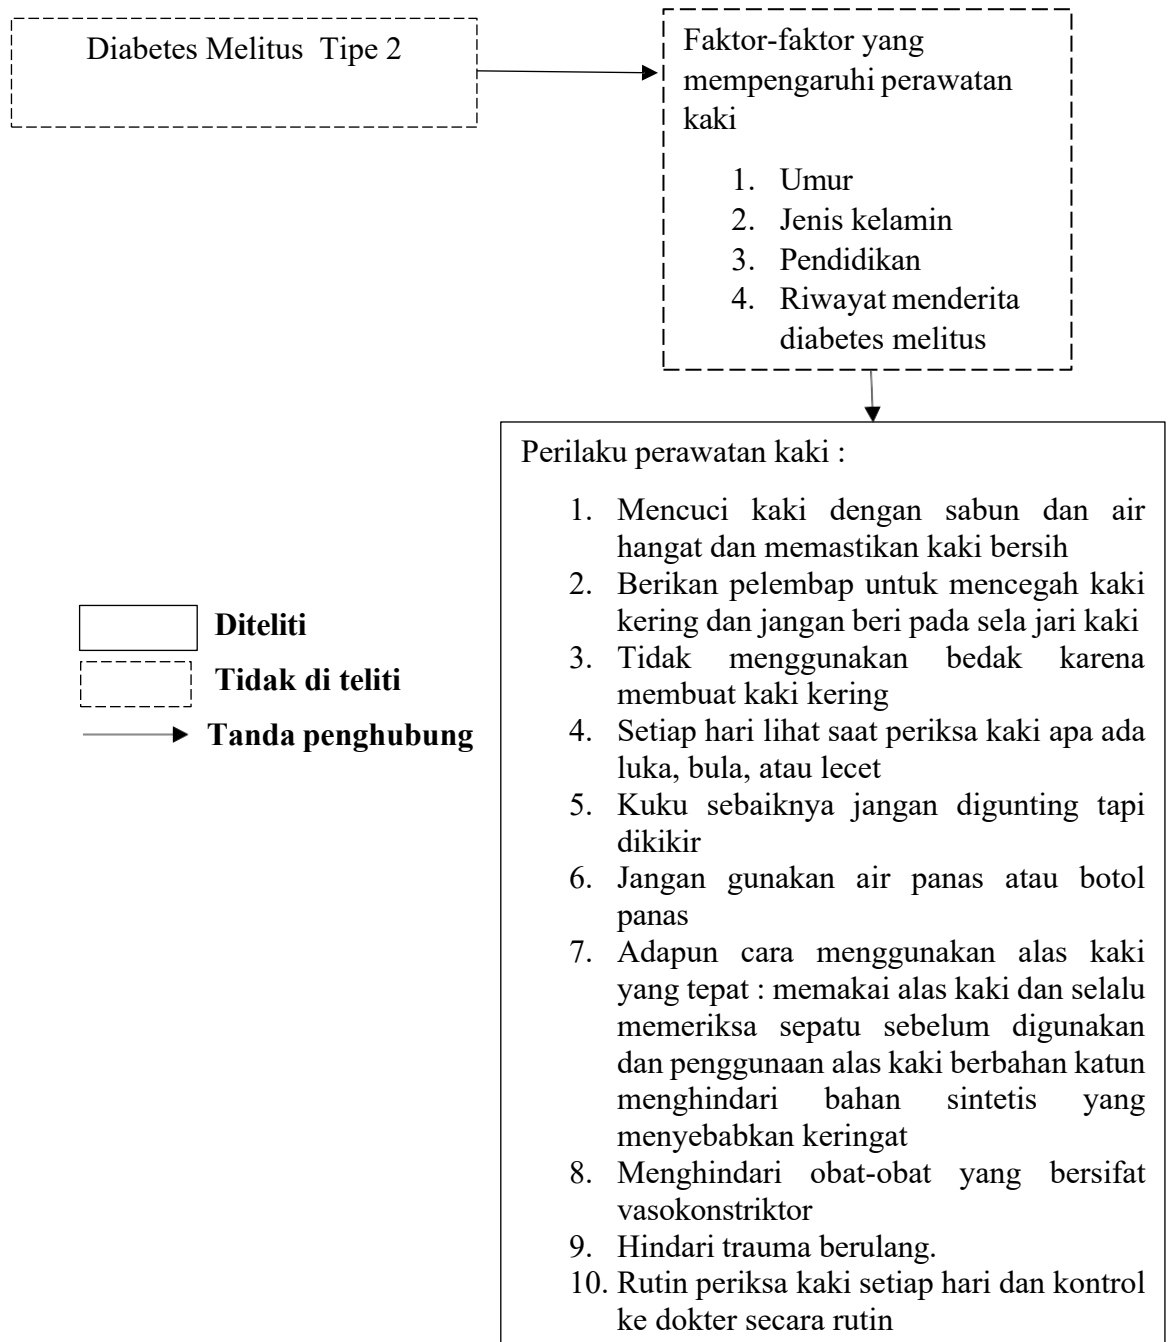 Diabetes Melitus  Tipe 2
Faktor-faktor yang
mempengaruhi perawatan
kaki
1. Umur
2. Jenis kelamin
3. Pendidikan
4. Riwayat menderita
diabetes melitus
Perilaku perawatan kaki :
1. Mencuci kaki dengan sabun dan air
hangat dan memastikan kaki bersih
2. Berikan pelembap untuk mencegah kaki
kering dan jangan beri pada sela jari kaki
3. Tidak menggunakan bedak karena
membuat kaki kering
4. Setiap hari lihat saat periksa kaki apa ada
luka, bula, atau lecet
5. Kuku sebaiknya jangan digunting tapi
dikikir
6. Jangan gunakan air panas atau botol
panas
7. Adapun cara menggunakan alas kaki
yang tepat : memakai alas kaki dan selalu
memeriksa sepatu sebelum digunakan
dan penggunaan alas kaki berbahan katun
menghindari bahan sintetis yang
menyebabkan keringat
8. Menghindari obat-obat yang bersifat
vasokonstriktor
9. Hindari trauma berulang.
10. Rutin periksa kaki setiap hari dan kontrol
ke dokter secara rutin
Diteliti
Tidak di teliti
Tanda penghubung